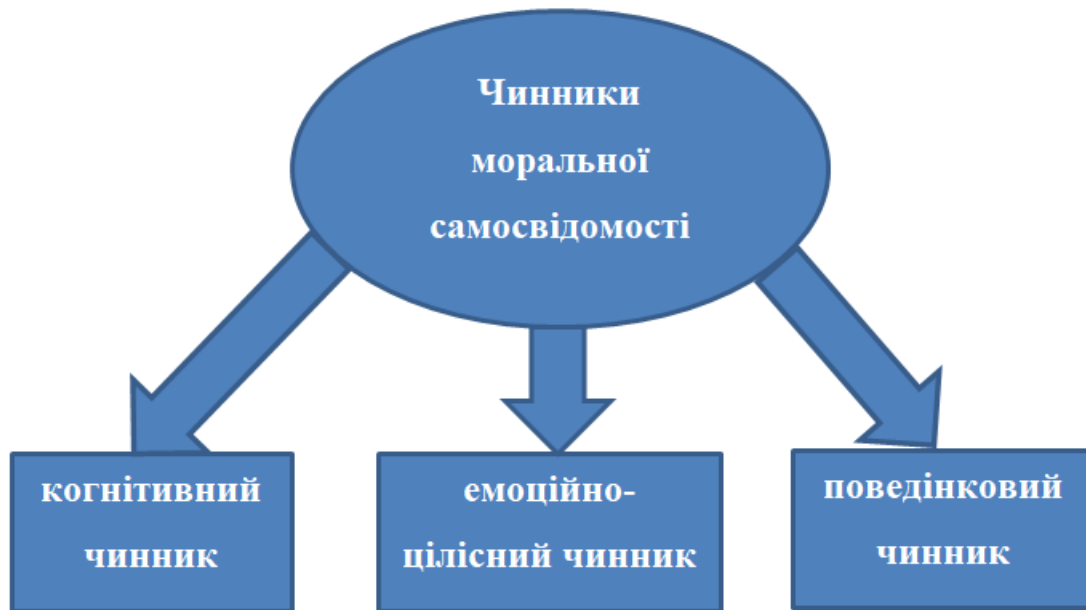 Чинники
моральної
самосвідомості
когнітивний
чинник
емоційно-
цілісний чинник
поведінковий
чинник